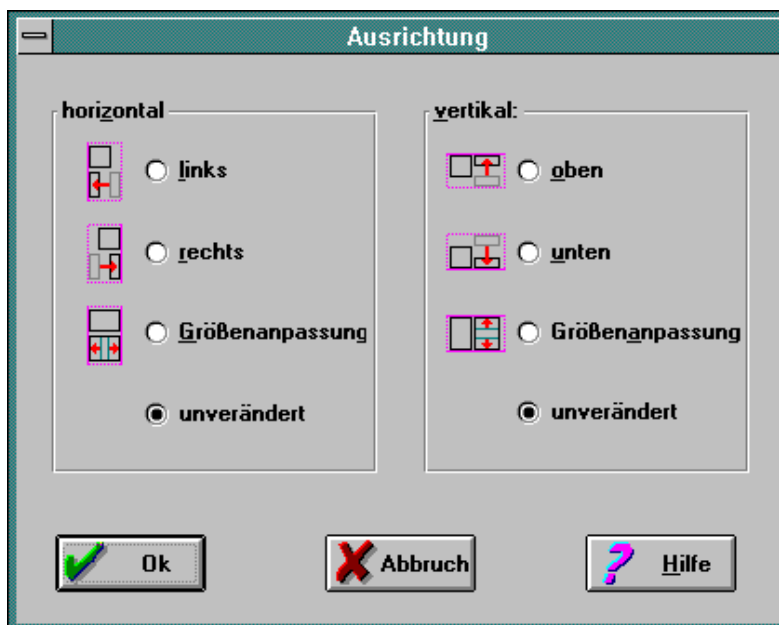 Ausrichtung
horizontal
links
rechts
Größenanpassung
unverändert
vertikal:
oben
unten
Größenanpassung
unverändert
Ok
Abbruch
Hilfe